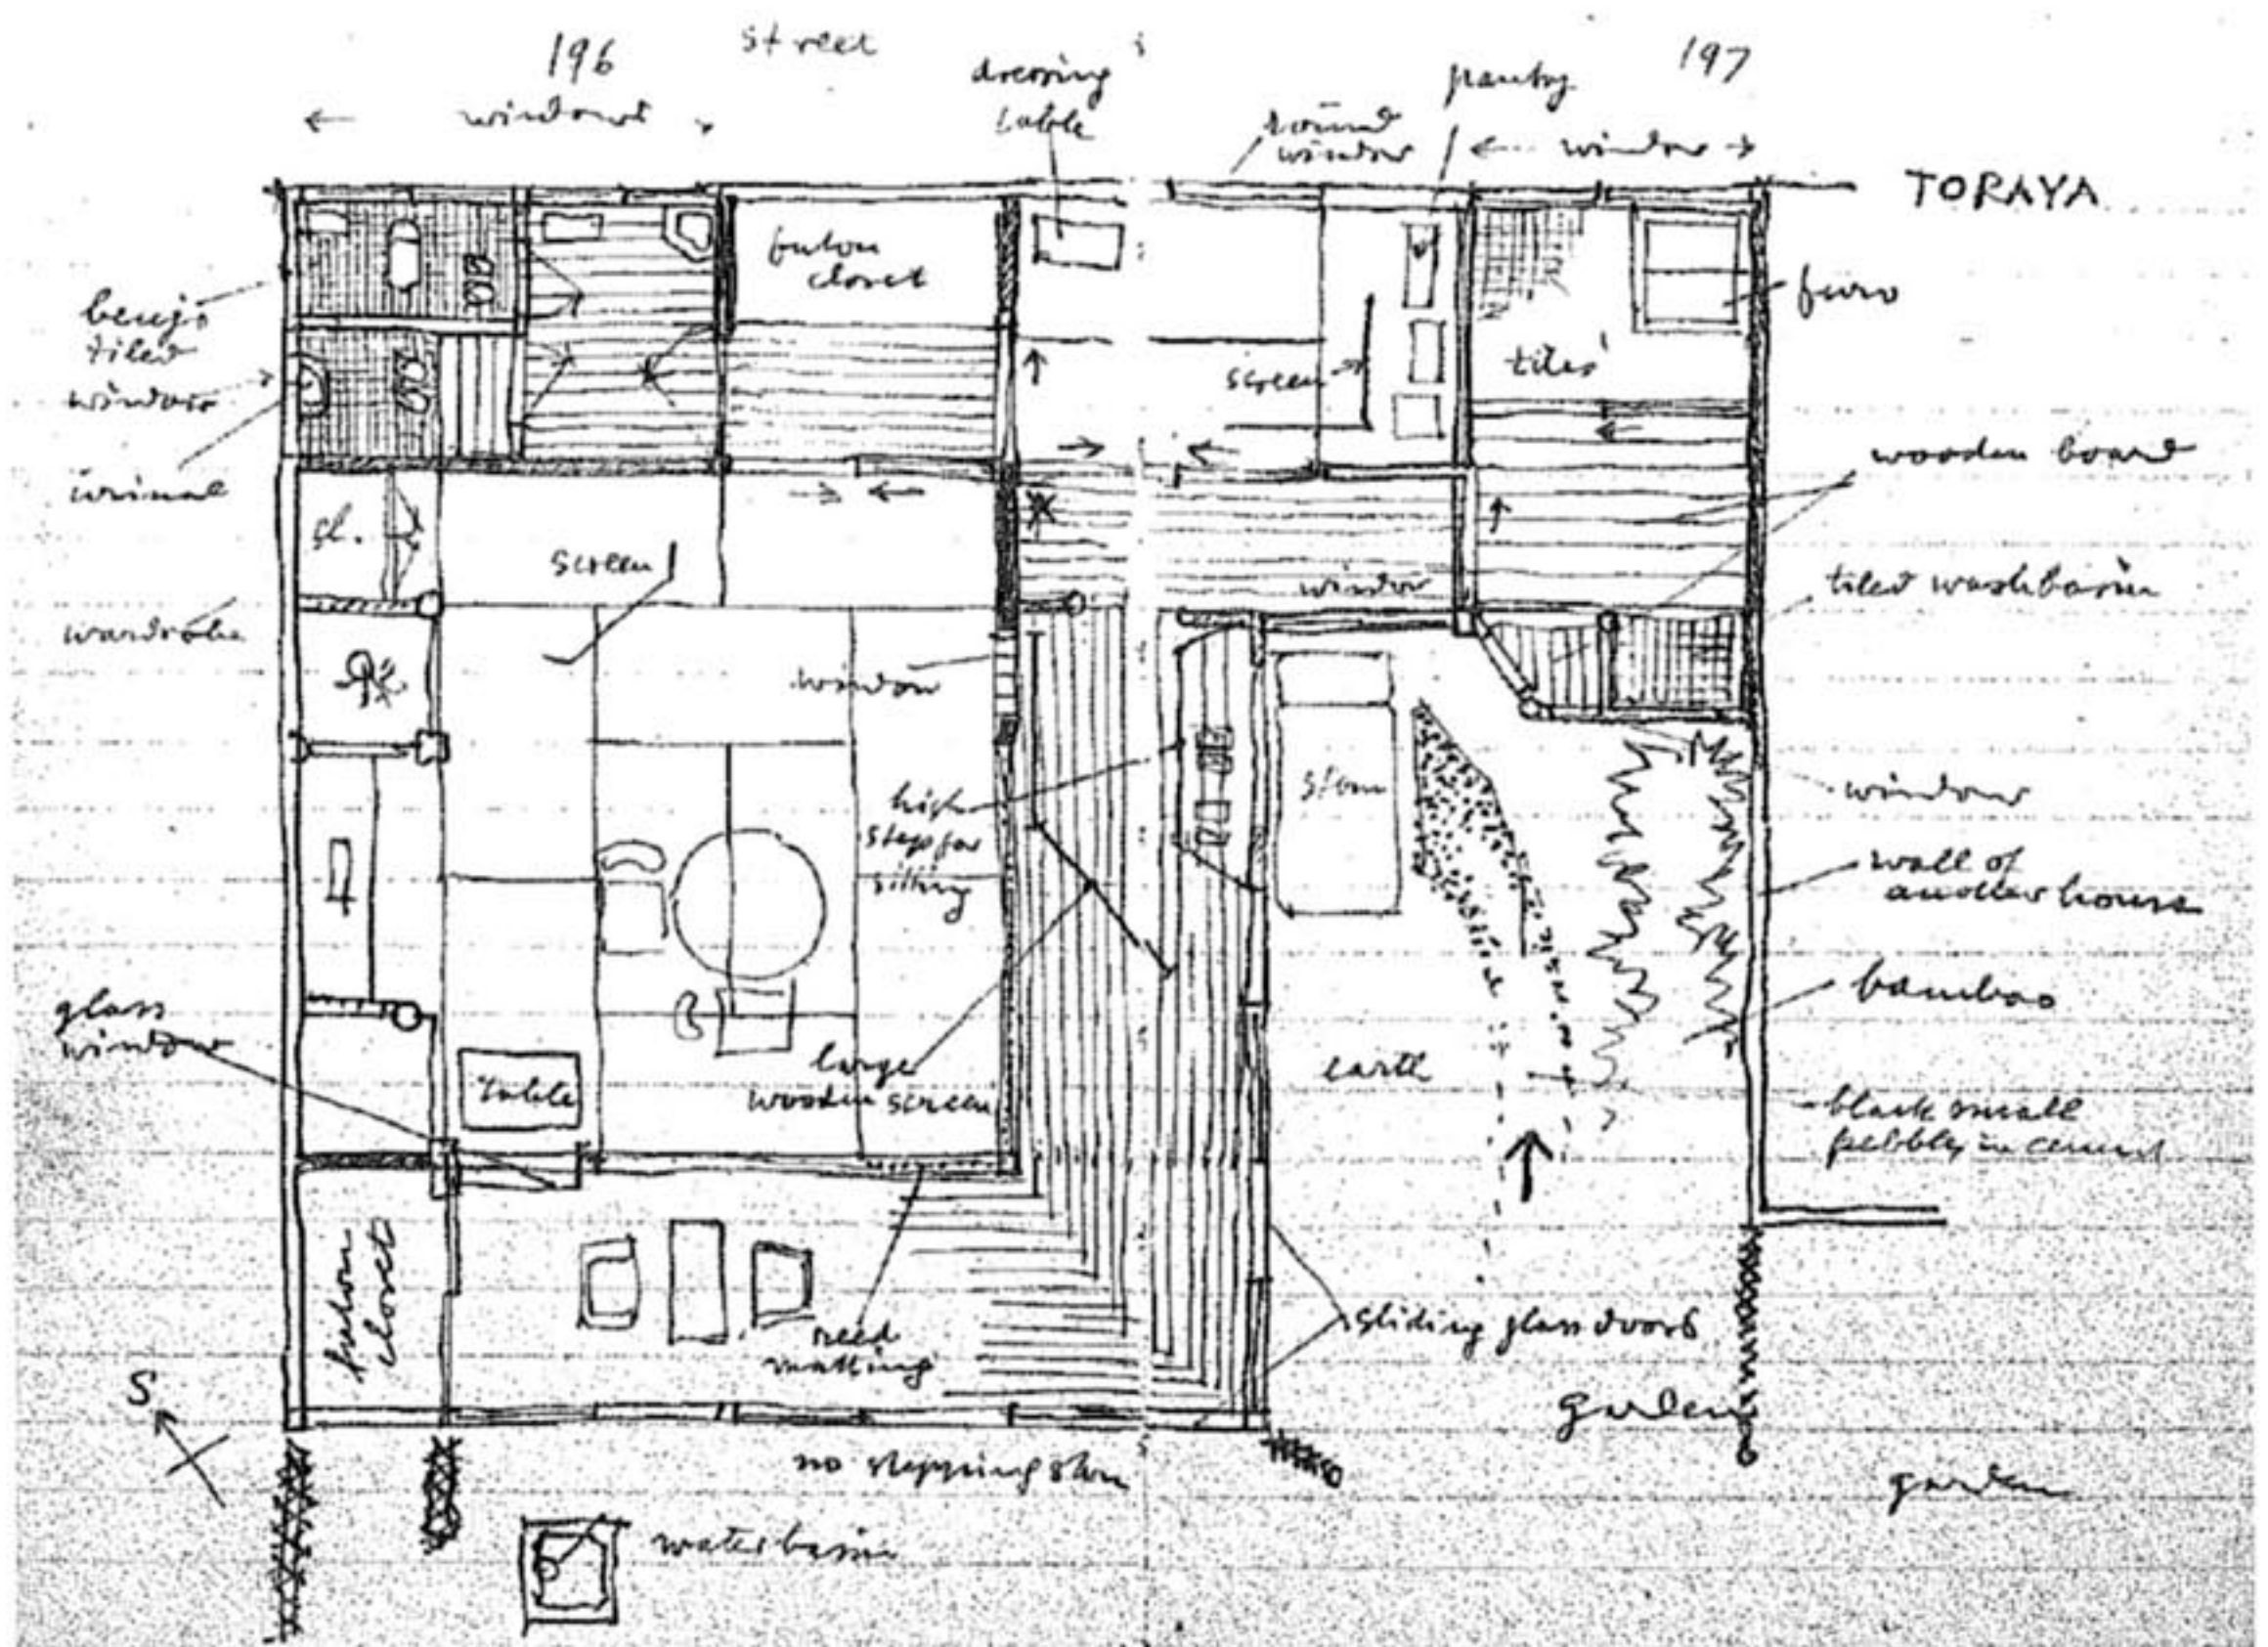 196
street
197
windows
dressing
table
round
window
pantry
window
TORAYA
futon
closet
furo
benjo
tiled
window
urinal
tiles
screen
wooden board
cl.
screen
window
tiled washbasin
wardrobe
window
stone
high
step for
sitting
window
wall of
another house
bamboo
glass
window
large
wooden screen
table
earth
black small
pebbles in cement
futon
closet
reed
matting
sliding glass doors
S
garden
no stepping stone
garden
water basin